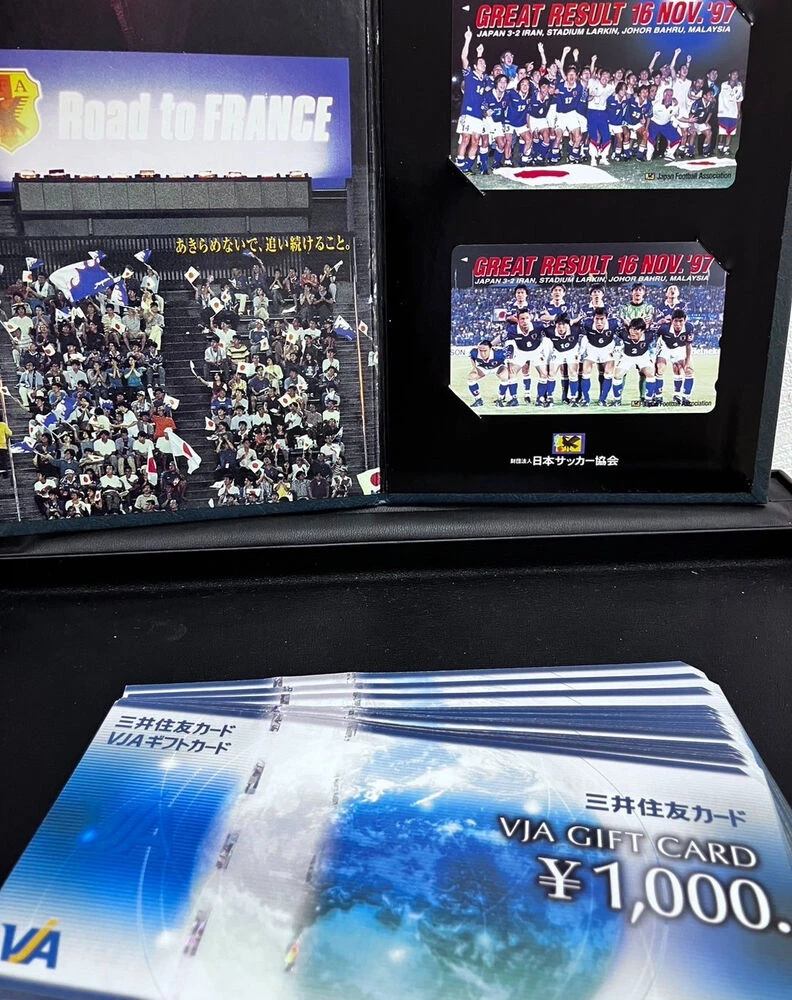 FA
Road to FRANCE
あきらめないで、追い続けること。
GREAT RESULT 16 NOV.'97
JAPAN 3-2 IRAN, STADIUM LARKIN, JOHOR BAHRU, MALAYSIA
Japan Football Association
GREAT RESULT 16 NOV.'97
JAPAN 3-2 IRAN, STADIUM LARKIN, JOHOR BAHRU, MALAYSIA
Heineken
Japan Football Association
財団法人 日本サッカー協会
三井住友カード
VJAギフトカード
三井住友カード
VJA GIFT CARD
¥1,000.
VJA